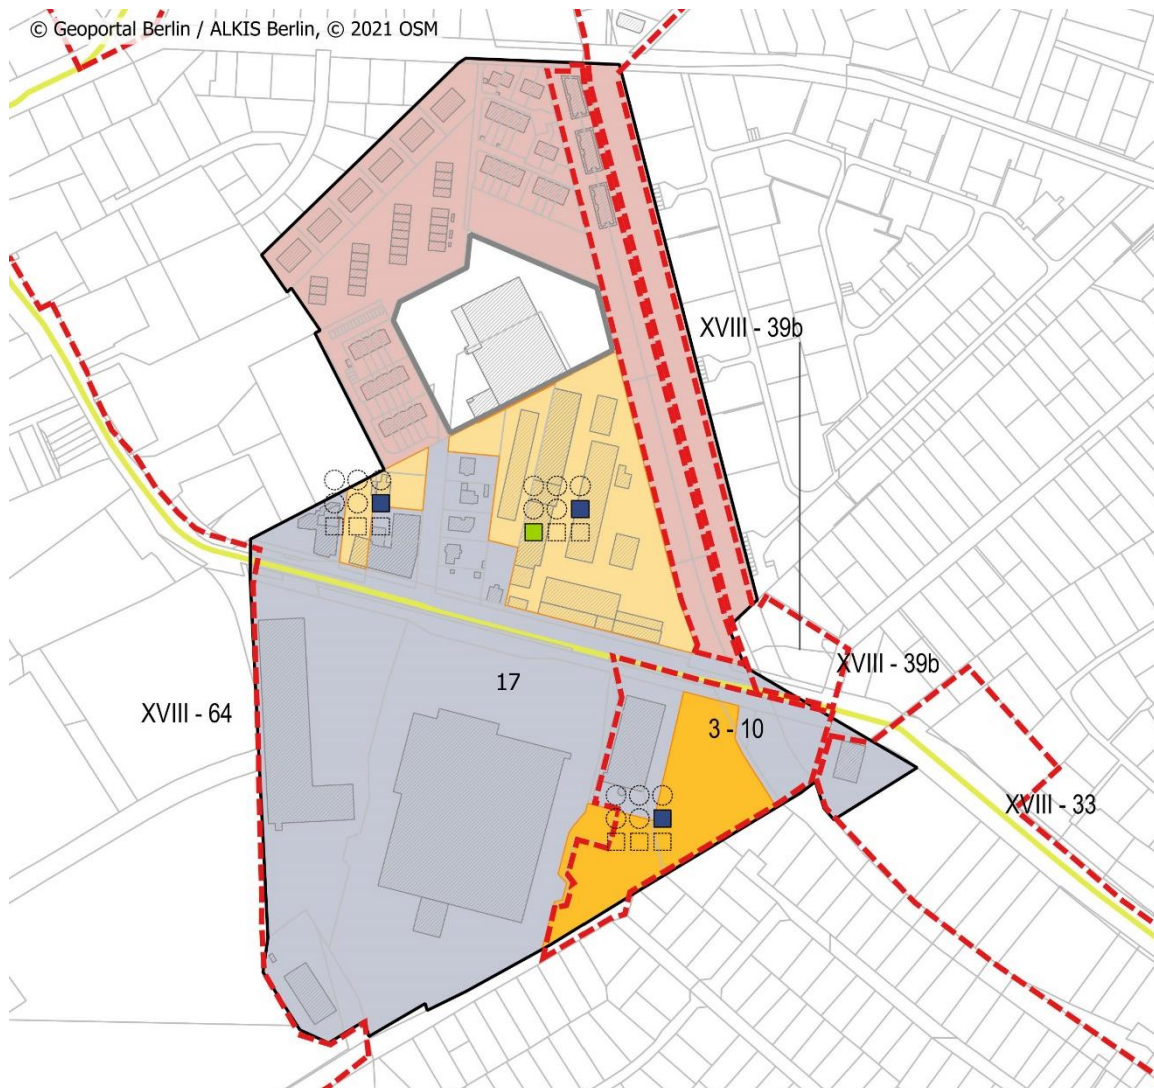 © Geoportal Berlin / ALKIS Berlin, © 2021 OSM
XVIII - 39b
XVIII - 39b
17
XVIII - 64
3 - 10
XVIII - 33